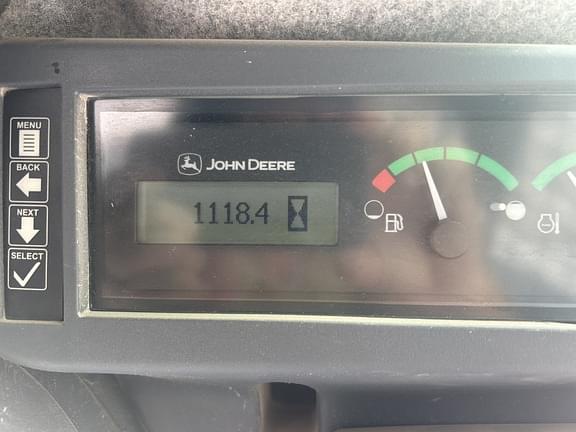 MENU
BACK
NEXT
SELECT
JOHN DEERE
1118.4